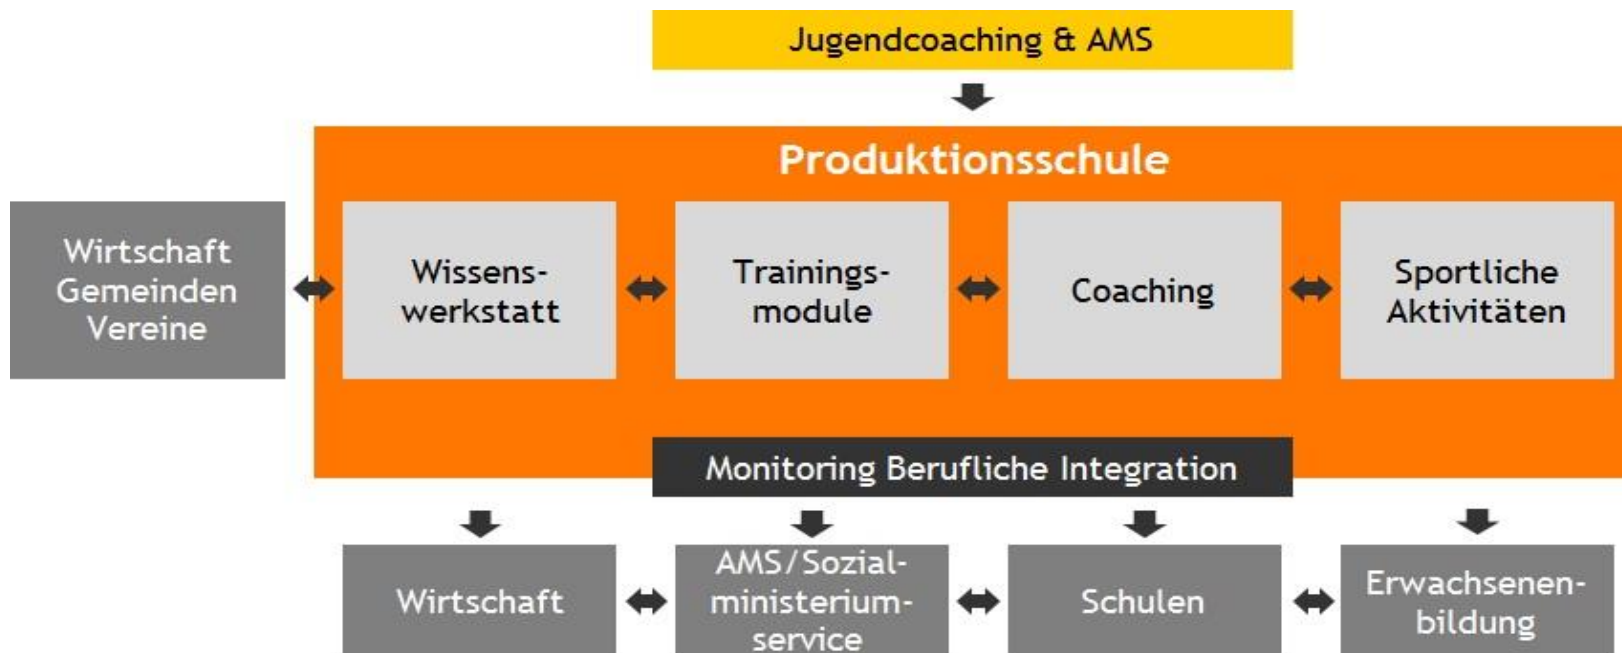 Jugendcoaching & AMS
Produktionsschule
Wirtschaft
Gemeinden
Vereine
Wissens-
werkstatt
Trainings-
module
Coaching
Sportliche
Aktivitäten
Monitoring Berufliche Integration
Wirtschaft
AMS/Sozial-
ministerium-
service
Schulen
Erwachsenen-
bildung